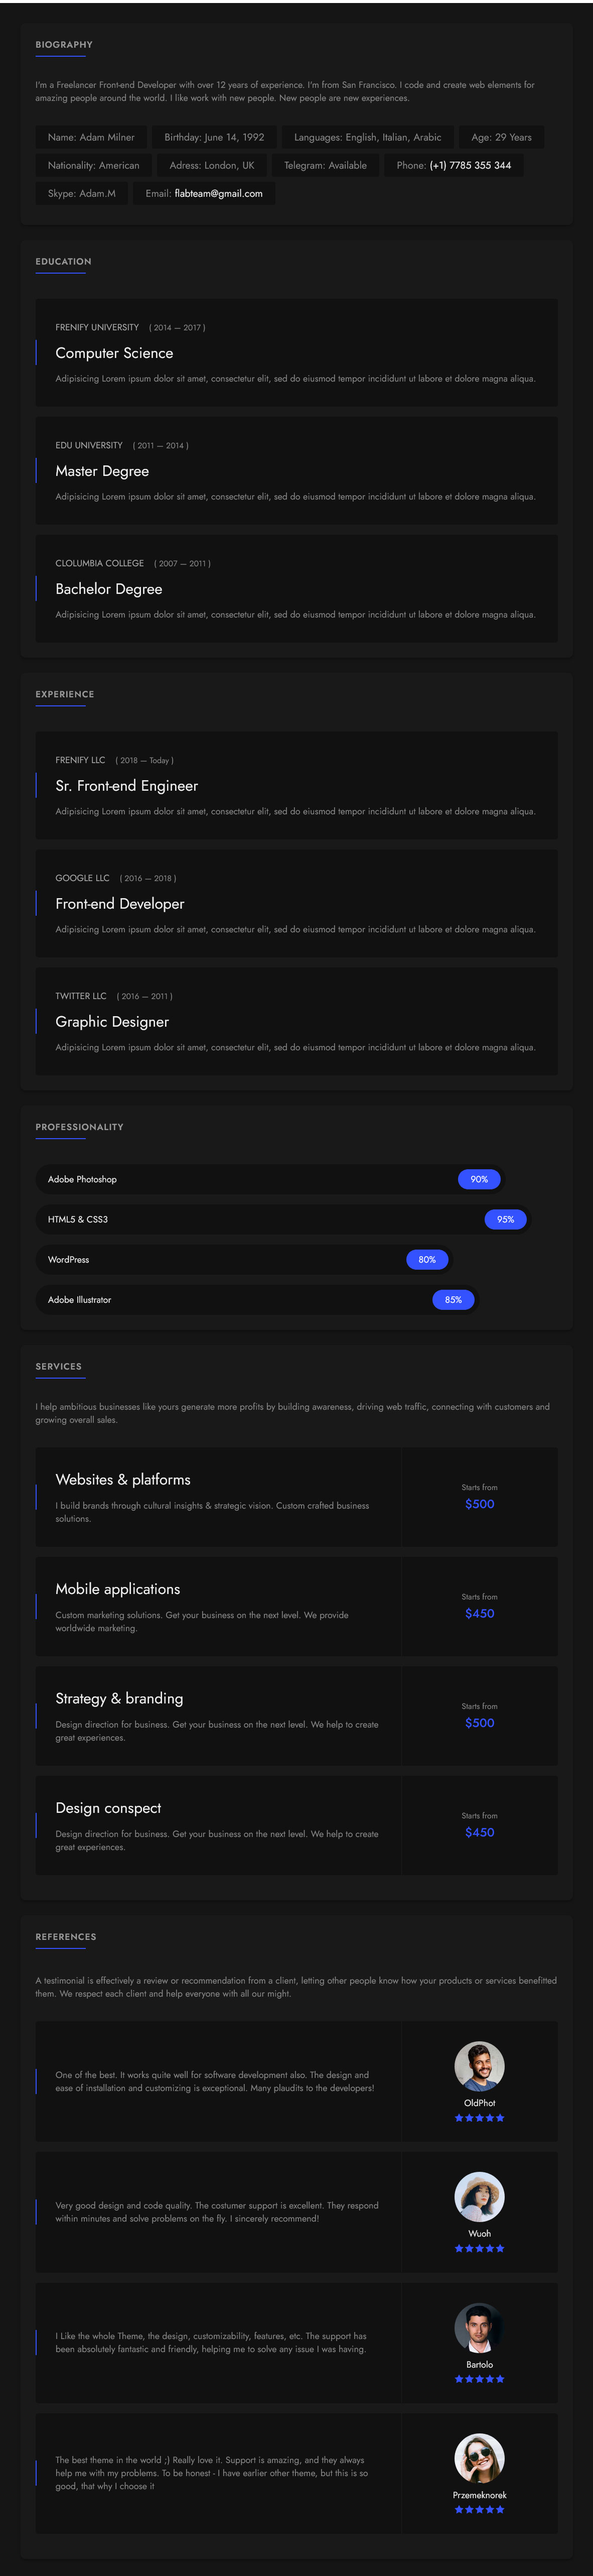 BIOGRAPHY
I'm a Freelancer Front-end Developer with over 12 years of experience. I'm from San Francisco. I code and create web elements for
amazing people around the world. I like work with new people. New people are new experiences.
Name: Adam Milner Birthday: June 14, 1992 Languages: English, Italian, Arabic Age: 29 Years
Nationality: American Adress: London, UK Telegram: Available Phone: (+1) 7785 355 344
Skype: Adam.M Email: flabteam@gmail.com
EDUCATION
FRENIFY UNIVERSITY ( 2014 — 2017 )
Computer Science
Adipisicing Lorem ipsum dolor sit amet, consectetur elit, sed do eiusmod tempor incididunt ut labore et dolore magna aliqua.
EDU UNIVERSITY ( 2011 — 2014 )
Master Degree
Adipisicing Lorem ipsum dolor sit amet, consectetur elit, sed do eiusmod tempor incididunt ut labore et dolore magna aliqua.
CLOLUMBIA COLLEGE ( 2007 — 2011 )
Bachelor Degree
Adipisicing Lorem ipsum dolor sit amet, consectetur elit, sed do eiusmod tempor incididunt ut labore et dolore magna aliqua.
EXPERIENCE
FRENIFY LLC ( 2018 — Today )
Sr. Front-end Engineer
Adipisicing Lorem ipsum dolor sit amet, consectetur elit, sed do eiusmod tempor incididunt ut labore et dolore magna aliqua.
GOOGLE LLC ( 2016 — 2018 )
Front-end Developer
Adipisicing Lorem ipsum dolor sit amet, consectetur elit, sed do eiusmod tempor incididunt ut labore et dolore magna aliqua.
TWITTER LLC ( 2016 — 2011 )
Graphic Designer
Adipisicing Lorem ipsum dolor sit amet, consectetur elit, sed do eiusmod tempor incididunt ut labore et dolore magna aliqua.
PROFESSIONALITY
Adobe Photoshop 90%
HTML5 & CSS3 95%
WordPress 80%
Adobe Illustrator 85%
SERVICES
I help ambitious businesses like yours generate more profits by building awareness, driving web traffic, connecting with customers and
growing overall sales.
Websites & platforms
I build brands through cultural insights & strategic vision. Custom crafted business
solutions.
Starts from
$500
Mobile applications
Custom marketing solutions. Get your business on the next level. We provide
worldwide marketing.
Starts from
$450
Strategy & branding
Design direction for business. Get your business on the next level. We help to create
great experiences.
Starts from
$500
Design conspect
Design direction for business. Get your business on the next level. We help to create
great experiences.
Starts from
$450
REFERENCES
A testimonial is effectively a review or recommendation from a client, letting other people know how your products or services benefitted
them. We respect each client and help everyone with all our might.
One of the best. It works quite well for software development also. The design and
ease of installation and customizing is exceptional. Many plaudits to the developers!
OldPhot
Very good design and code quality. The costumer support is excellent. They respond
within minutes and solve problems on the fly. I sincerely recommend!
Wuoh
I Like the whole Theme, the design, customizability, features, etc. The support has
been absolutely fantastic and friendly, helping me to solve any issue I was having.
Bartolo
The best theme in the world ;) Really love it. Support is amazing, and they always
help me with my problems. To be honest - I have earlier other theme, but this is so
good, that why I choose it
Przemeknorek